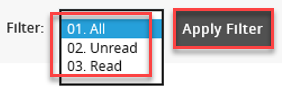 Filter:
01. All
02. Unread
03. Read
Apply Filter